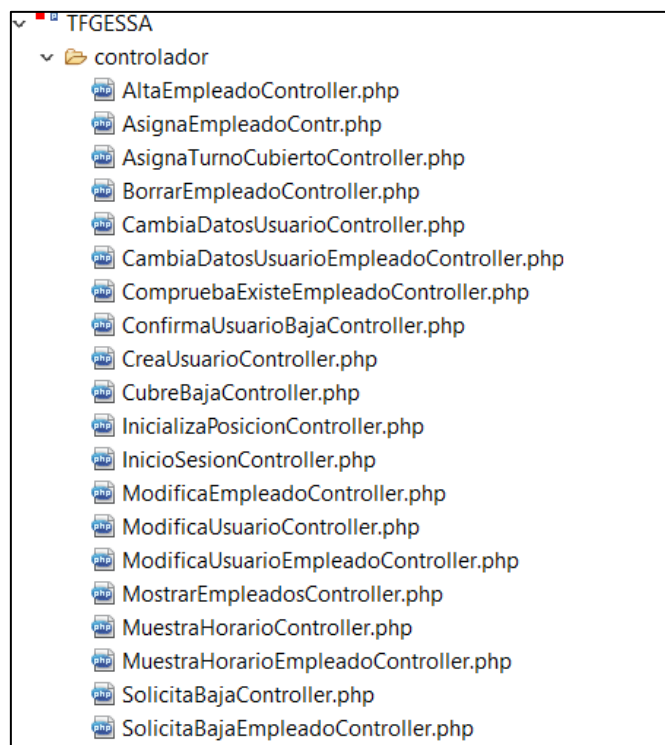 TFGESSA
controlador
AltaEmpleadoController.php
AsignaEmpleadoContr.php
AsignaTurnoCubiertoController.php
BorrarEmpleadoController.php
CambiaDatosUsuarioController.php
CambiaDatosUsuarioEmpleadoController.php
CompruebaExisteEmpleadoController.php
ConfirmaUsuarioBajaController.php
CreaUsuarioController.php
CubreBajaController.php
InicializaPosicionController.php
InicioSesionController.php
ModificaEmpleadoController.php
ModificaUsuarioController.php
ModificaUsuarioEmpleadoController.php
MostrarEmpleadosController.php
MuestraHorarioController.php
MuestraHorarioEmpleadoController.php
SolicitaBajaController.php
SolicitaBajaEmpleadoController.php